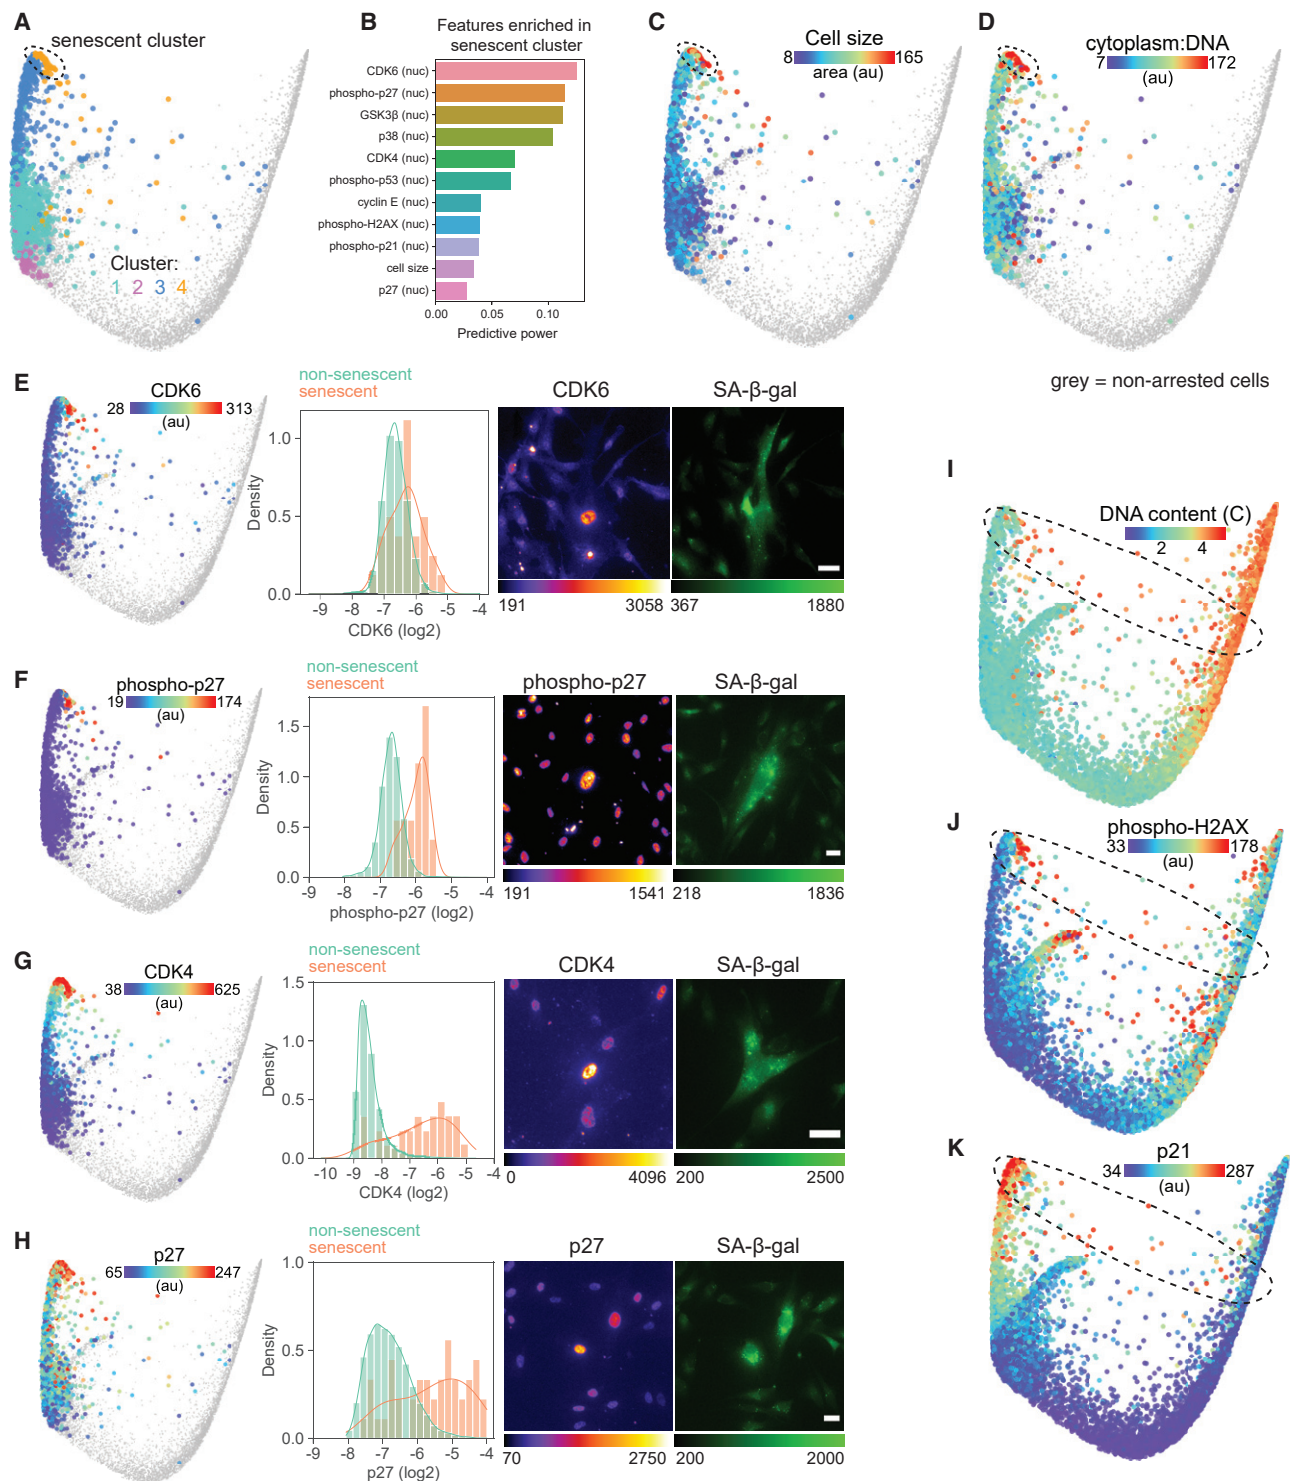 A
senescent cluster
Cluster:
1 2 3 4
B
Features enriched in
senescent cluster
CDK6 (nuc)
phospho-p27 (nuc)
GSK3β (nuc)
p38 (nuc)
CDK4 (nuc)
phospho-p53 (nuc)
cyclin E (nuc)
phospho-H2AX (nuc)
phospho-p21 (nuc)
cell size
p27 (nuc)
0.00 0.05 0.10
Predictive power
C
Cell size
8 165
area (au)
D
cytoplasm:DNA
7 172
(au)
grey = non-arrested cells
E
CDK6
28 313
(au)
non-senescent
senescent
1.0
0.5
0.0
Density
-9 -8 -7 -6 -5 -4
CDK6 (log2)
CDK6
191 3058
SA-β-gal
367 1880
F
phospho-p27
19 174
(au)
non-senescent
senescent
1.5
1.0
0.5
0.0
Density
-9 -8 -7 -6 -5 -4
phospho-p27 (log2)
phospho-p27
191 1541
SA-β-gal
218 1836
G
CDK4
38 625
(au)
non-senescent
senescent
1.5
1.0
0.5
0.0
Density
-10 -9 -8 -7 -6 -5 -4
CDK4 (log2)
CDK4
0 4096
SA-β-gal
200 2500
H
p27
65 247
(au)
non-senescent
senescent
1.0
0.5
0.0
Density
-9 -8 -7 -6 -5 -4
p27 (log2)
p27
70 2750
SA-β-gal
200 2000
I
DNA content (C)
2 4
J
phospho-H2AX
33 178
(au)
K
p21
34 287
(au)